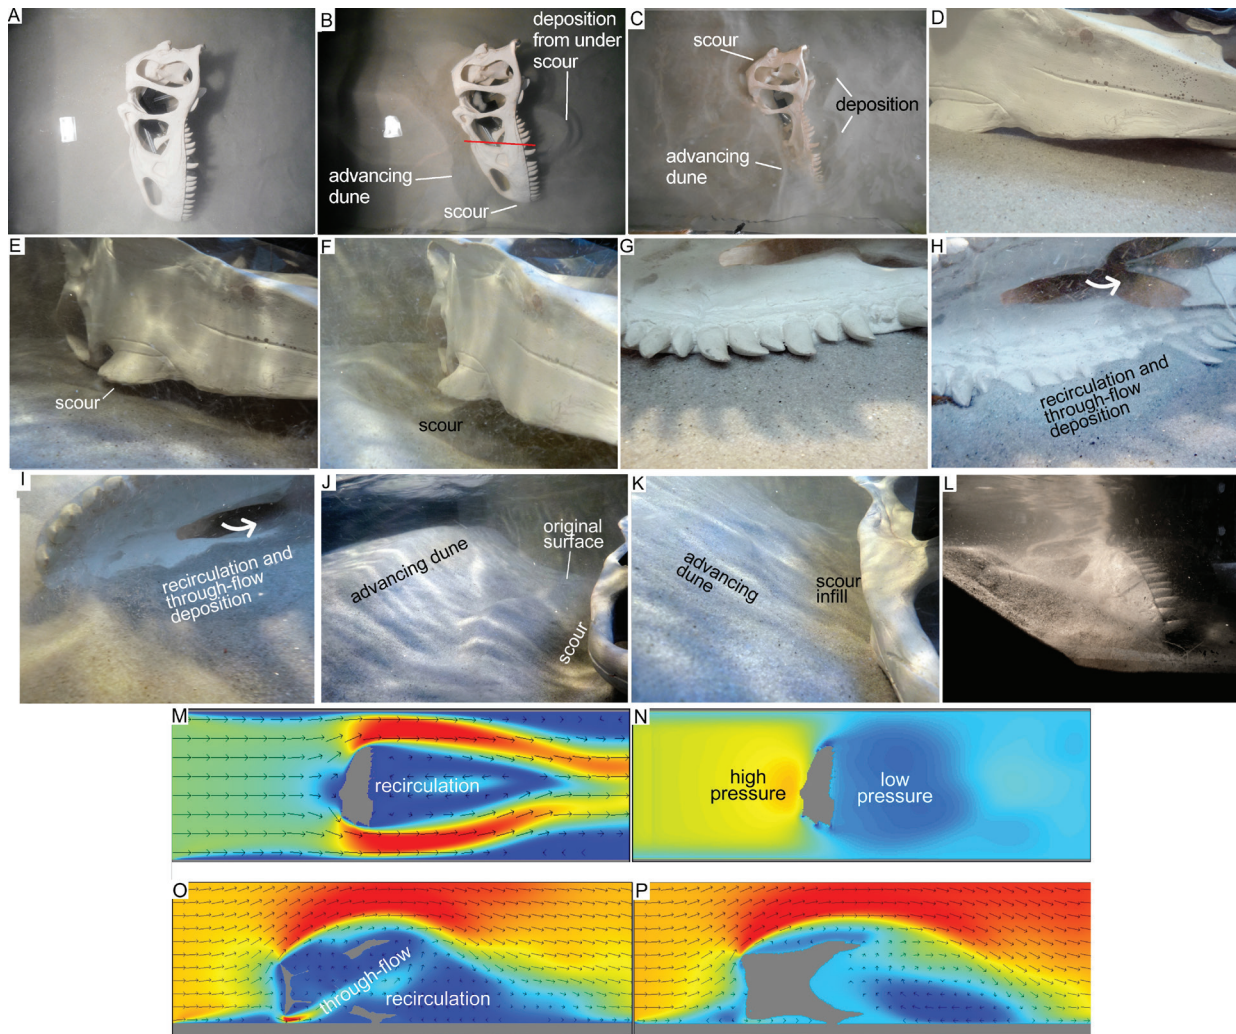 A
B
deposition
from under
scour
advancing
dune
scour
C
scour
deposition
advancing
dune
D
E
scour
F
scour
G
H
recirculation and
through-flow
deposition
I
recirculation and
through-flow
deposition
J
advancing dune
original
surface
scour
K
advancing
dune
scour
infill
L
M
recirculation
N
high
pressure
low
pressure
O
through-flow
recirculation
P